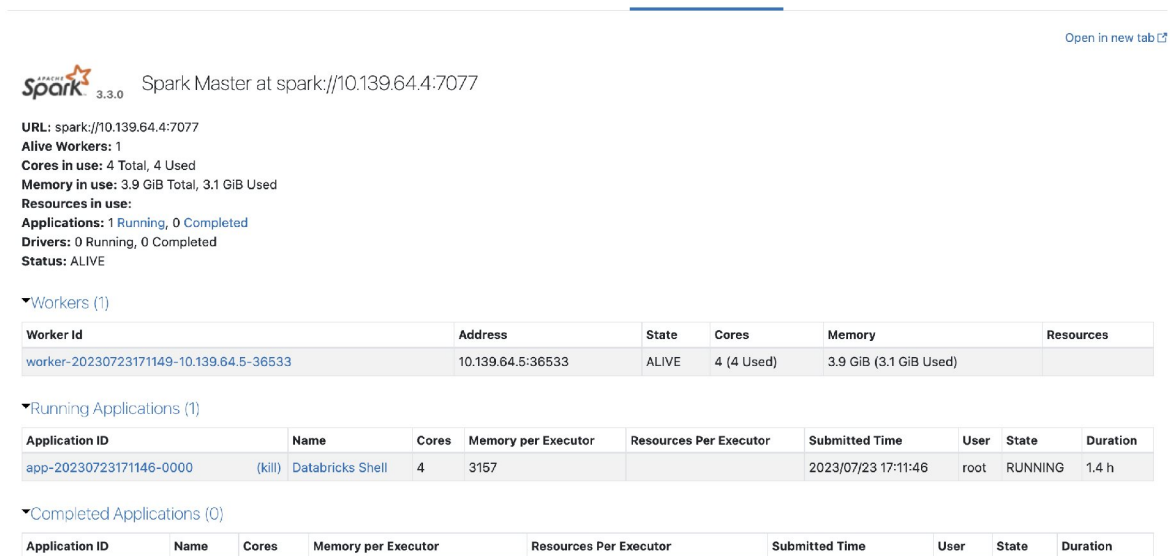 Open in new tab
APACHE
Spark 3.3.0 Spark Master at spark://10.139.64.4:7077
URL: spark://10.139.64.4:7077
Alive Workers: 1
Cores in use: 4 Total, 4 Used
Memory in use: 3.9 GiB Total, 3.1 GiB Used
Resources in use:
Applications: 1 Running, 0 Completed
Drivers: 0 Running, 0 Completed
Status: ALIVE
Workers (1)
Worker Id Address State Cores Memory Resources
worker-20230723171149-10.139.64.5-36533 10.139.64.5:36533 ALIVE 4 (4 Used) 3.9 GiB (3.1 GiB Used)
Running Applications (1)
Application ID Name Cores Memory per Executor Resources Per Executor Submitted Time User State Duration
app-20230723171146-0000 (kill) Databricks Shell 4 3157 2023/07/23 17:11:46 root RUNNING 1.4 h
Completed Applications (0)
Application ID Name Cores Memory per Executor Resources Per Executor Submitted Time User State Duration